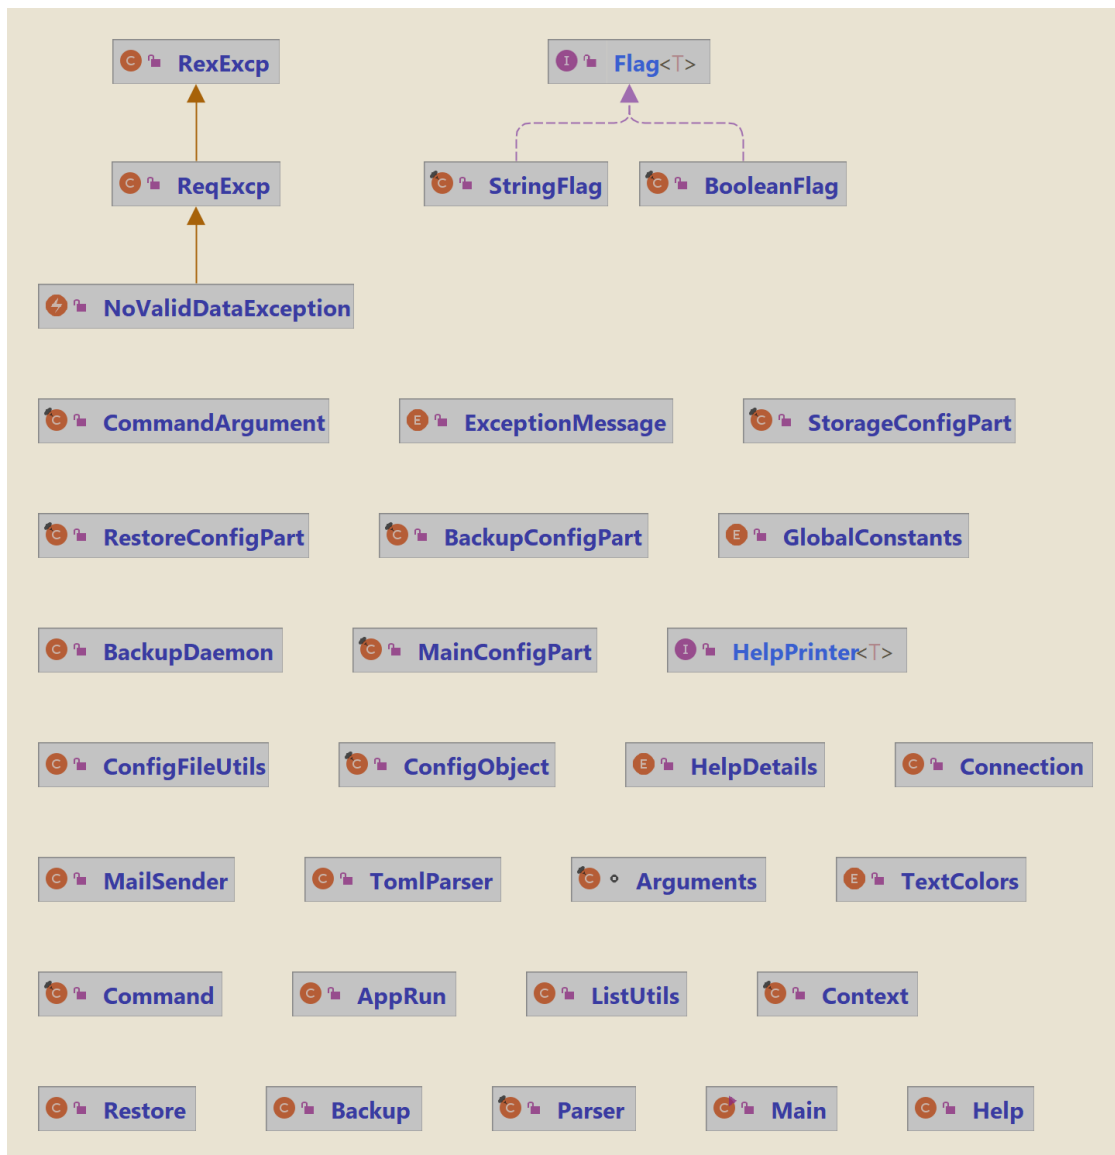 RexExcp
Flag<T>
ReqExcp
StringFlag
BooleanFlag
NoValidDataException
CommandArgument
ExceptionMessage
StorageConfigPart
RestoreConfigPart
BackupConfigPart
GlobalConstants
BackupDaemon
MainConfigPart
HelpPrinter<T>
ConfigFileUtils
ConfigObject
HelpDetails
Connection
MailSender
TomlParser
Arguments
TextColors
Command
AppRun
ListUtils
Context
Restore
Backup
Parser
Main
Help